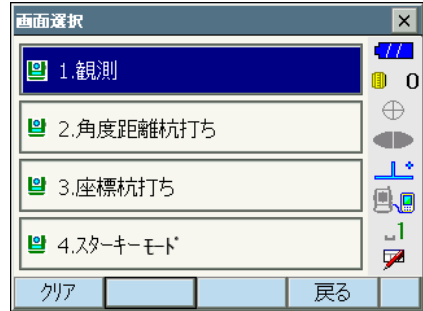 画面選択
1.観測
0
2.角度距離杭打ち
3.座標杭打ち
4.スターキーモード
1
クリア
戻る